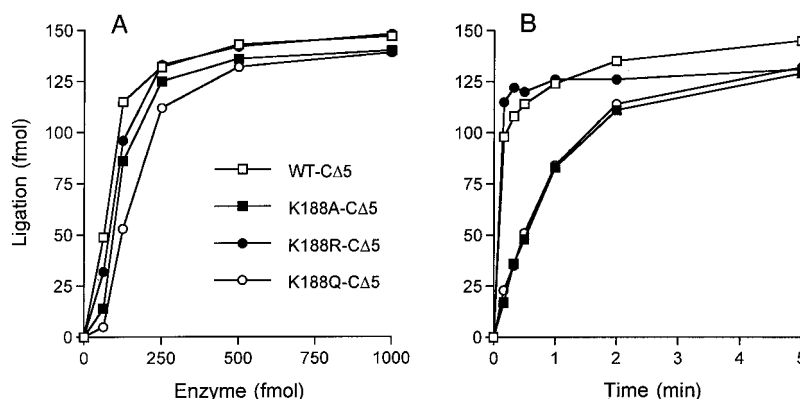 A
B
150
125
100
75
50
25
0
Ligation (fmol)
WT-CΔ5
K188A-CΔ5
K188R-CΔ5
K188Q-CΔ5
0 250 500 750 1000
Enzyme (fmol)
150
125
100
75
50
25
0
0 1 2 3 4 5
Time (min)